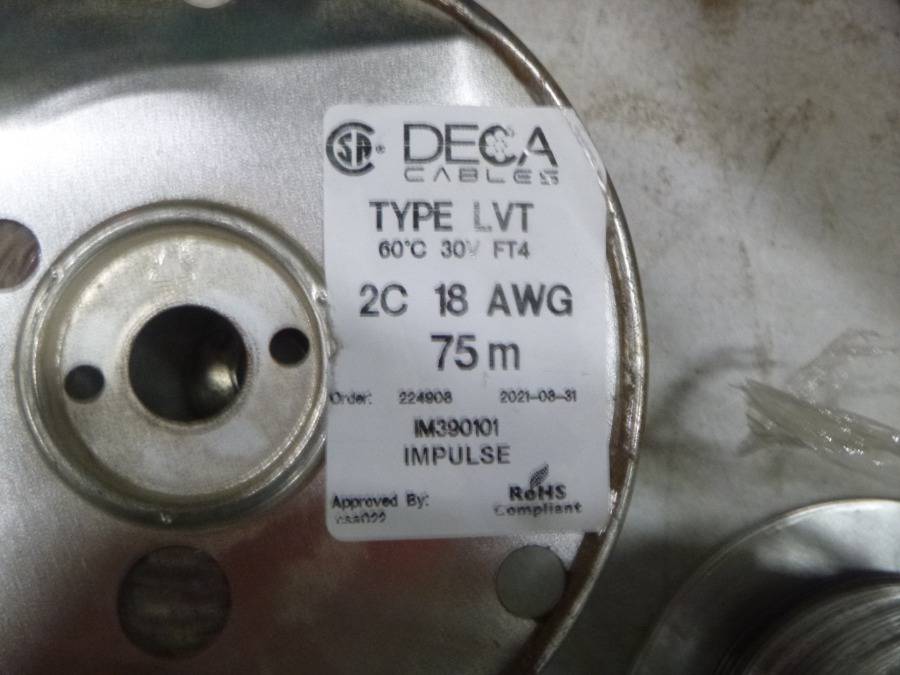 CSA® DECA
CABLES
TYPE LVT
60°C 30V FT4
2C 18 AWG
75 m
Order: 224908 2021-08-31
IM390101
IMPULSE
RoHS
Compliant
Approved By: